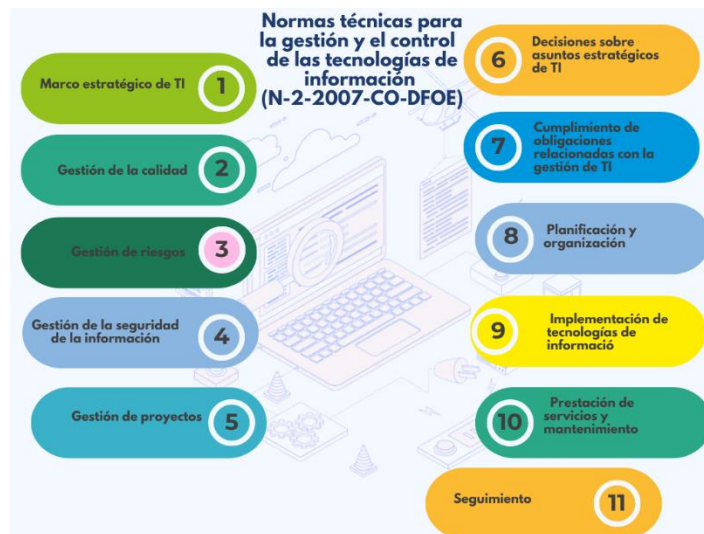 Normas técnicas para
la gestión y el control
de las tecnologías de
información
(N-2-2007-CO-DFOE)
Marco estratégico de TI
1
Gestión de la calidad
2
Gestión de riesgos
3
Gestión de la seguridad
de la información
4
Gestión de proyectos
5
6
Decisiones sobre
asuntos estratégicos
de TI
7
Cumplimiento de
obligaciones
relacionadas con la
gestión de TI
8
Planificación y
organización
9
Implementación de
tecnologías de
informació
10
Prestación de
servicios y
mantenimiento
Seguimiento
11